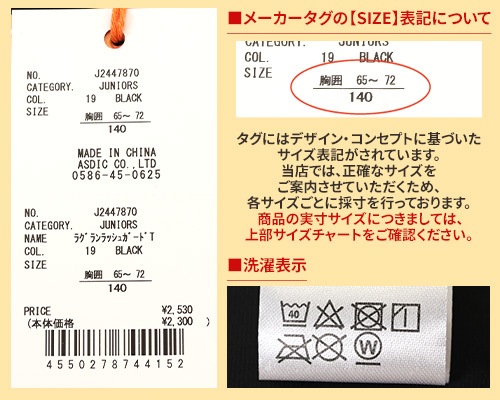 NO. J2447870
CATEGORY. JUNIORS
COL. 19 BLACK
SIZE
胸囲 65～ 72
140
MADE IN CHINA
ASDIC CO.,LTD
0586-45-0625
NO. J2447870
CATEGORY. JUNIORS
NAME ラグランラッシュガードT
COL. 19 BLACK
SIZE
胸囲 65～ 72
140
PRICE ¥2,530
(本体価格 ¥2,300 )
4550278744152
■メーカータグの【SIZE】表記について
CATEGORY. JUNIORS
COL. 19 BLACK
SIZE
胸囲 65～ 72
140
タグにはデザイン・コンセプトに基づいた
サイズ表記がされています。
当店では、正確なサイズを
ご案内させていただくため、
各サイズごとに採寸を行っております。
商品の実寸サイズにつきましては、
上部サイズチャートをご確認ください。
■洗濯表示
40
W